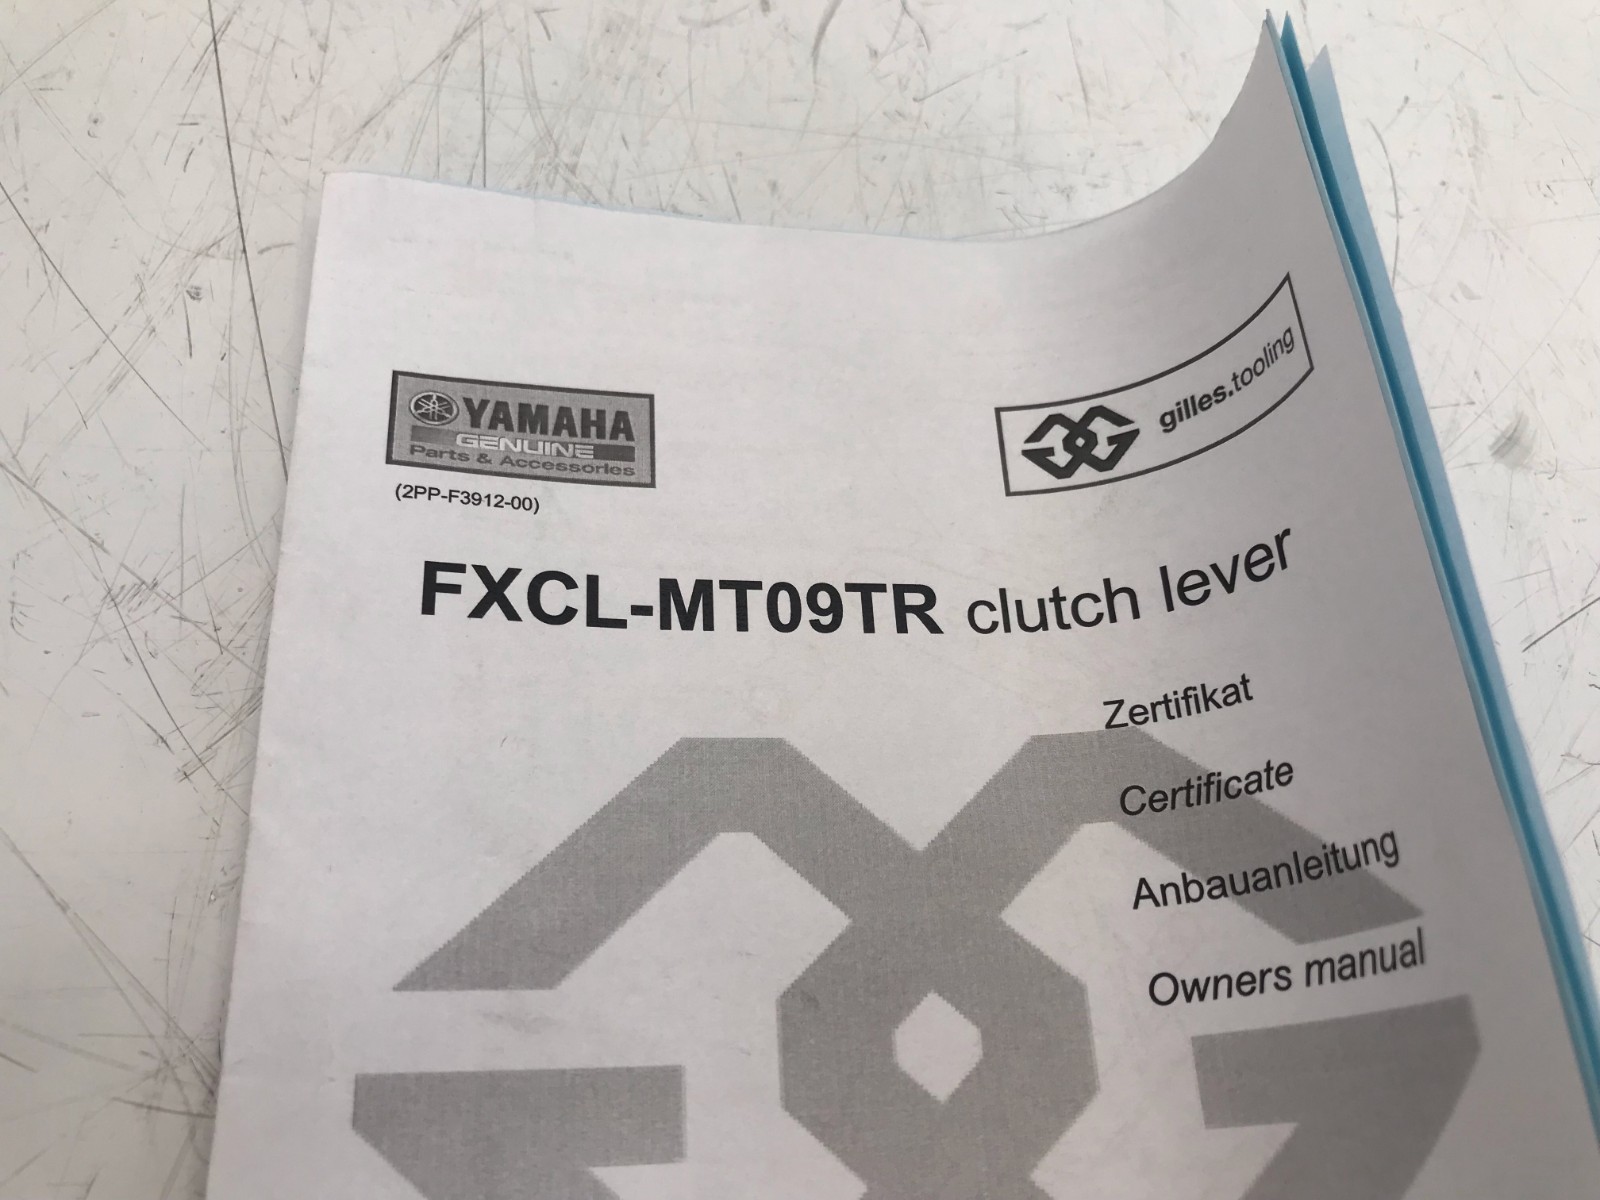 YAMAHA
GENUINE
Parts & Accessories
(2PP-F3912-00)
gilles.tooling
FXCL-MT09TR clutch lever
Zertifikat
Certificate
Anbauanleitung
Owners manual